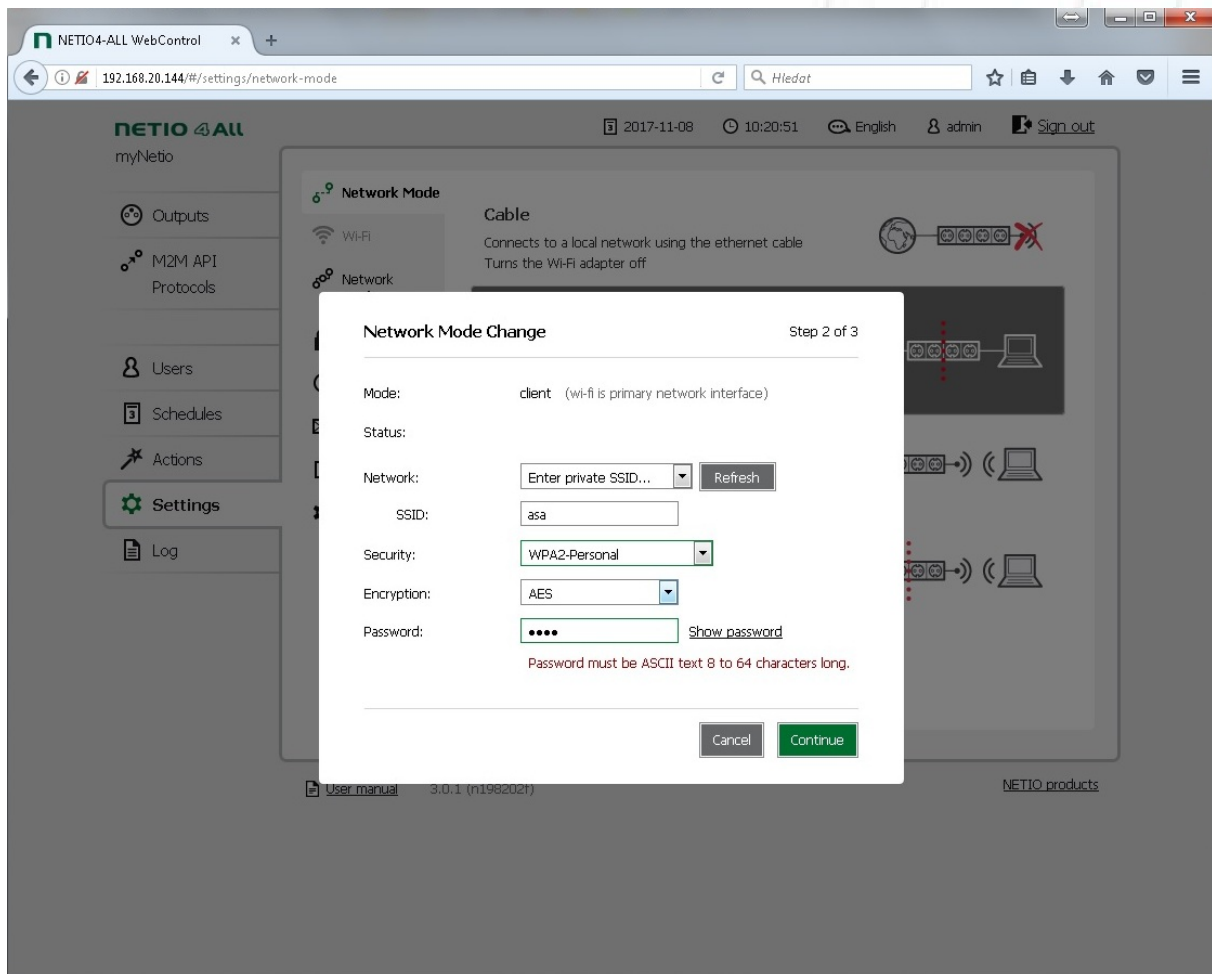 NETIO4-ALL WebControl
192.168.20.144/#/settings/network-mode
Hledat
NETIO 4All
myNetio
2017-11-08 10:20:51 English admin Sign out
Outputs
M2M API
Protocols
Users
Schedules
Actions
Settings
Log
Network Mode
Wi-Fi
Network
Cable
Connects to a local network using the ethernet cable
Turns the Wi-Fi adapter off
Network Mode Change Step 2 of 3
Mode: client (wi-fi is primary network interface)
Status:
Network: Enter private SSID... Refresh
SSID: asa
Security: WPA2-Personal
Encryption: AES
Password: •••• Show password
Password must be ASCII text 8 to 64 characters long.
Cancel Continue
User manual 3.0.1 (n198202f) NETIO products